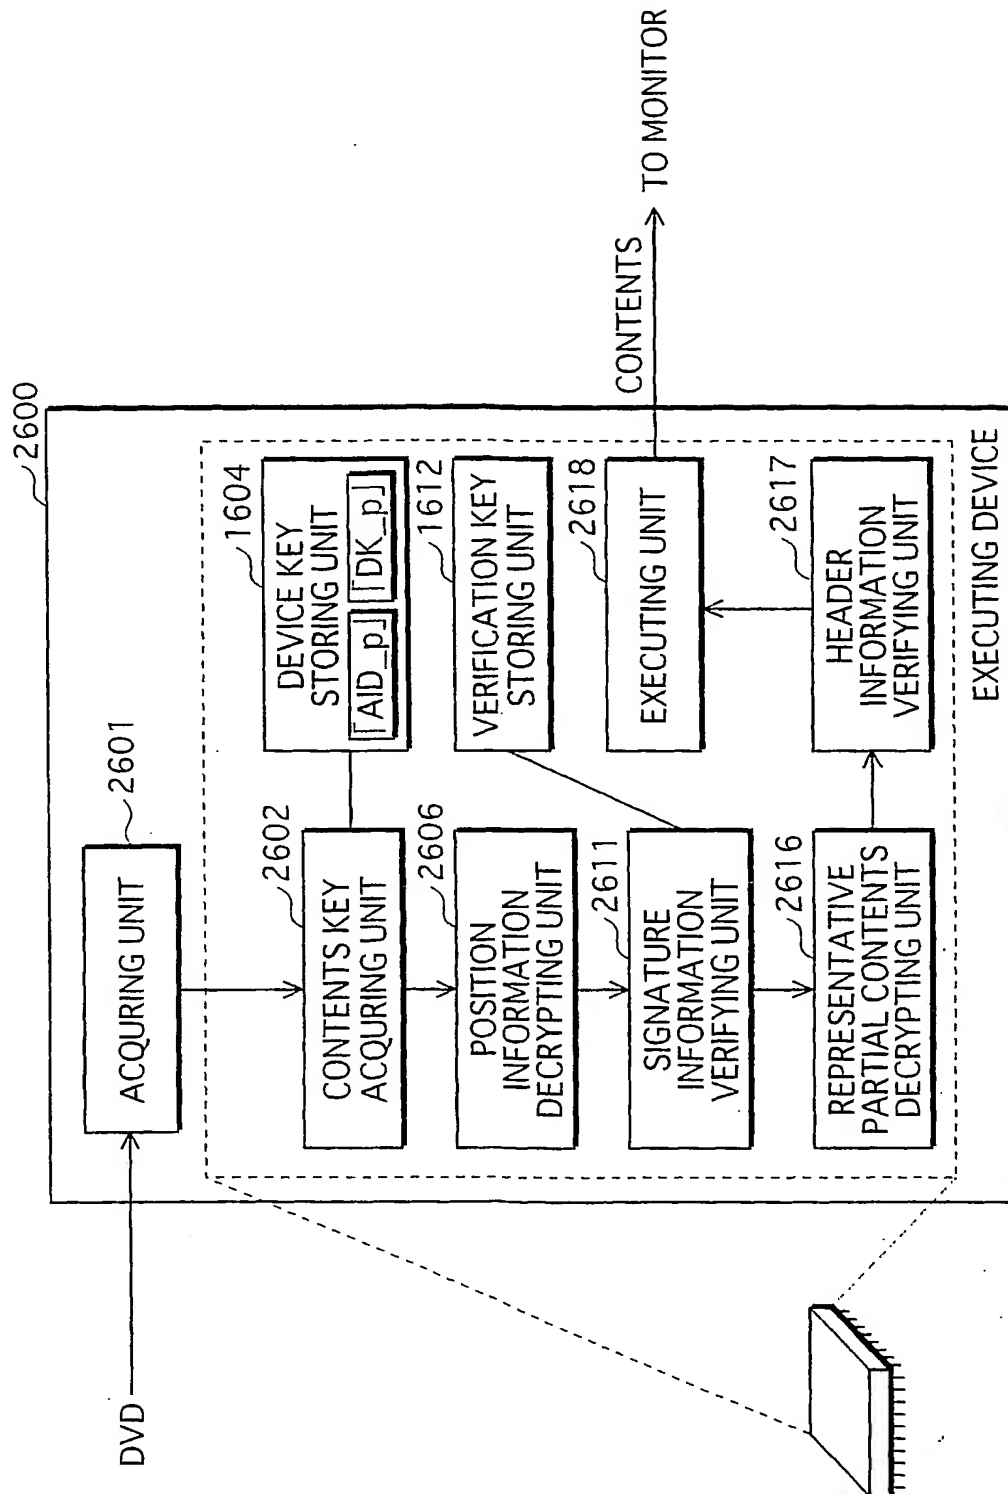 2600
DVD
2601
ACQURING UNIT
2602
CONTENTS KEY
ACQURING UNIT
1604
DEVICE KEY
STORING UNIT
「AID_p」
「DK_p」
2606
POSITION
INFORMATION
DECRYPTING UNIT
1612
VERIFICATION KEY
STORING UNIT
2611
SIGNATURE
INFORMATION
VERIFYING UNIT
2618
EXECUTING UNIT
CONTENTS
TO MONITOR
2616
REPRESENTATIVE
PARTIAL CONTENTS
DECRYPTING UNIT
2617
HEADER
INFORMATION
VERIFYING UNIT
EXECUTING DEVICE